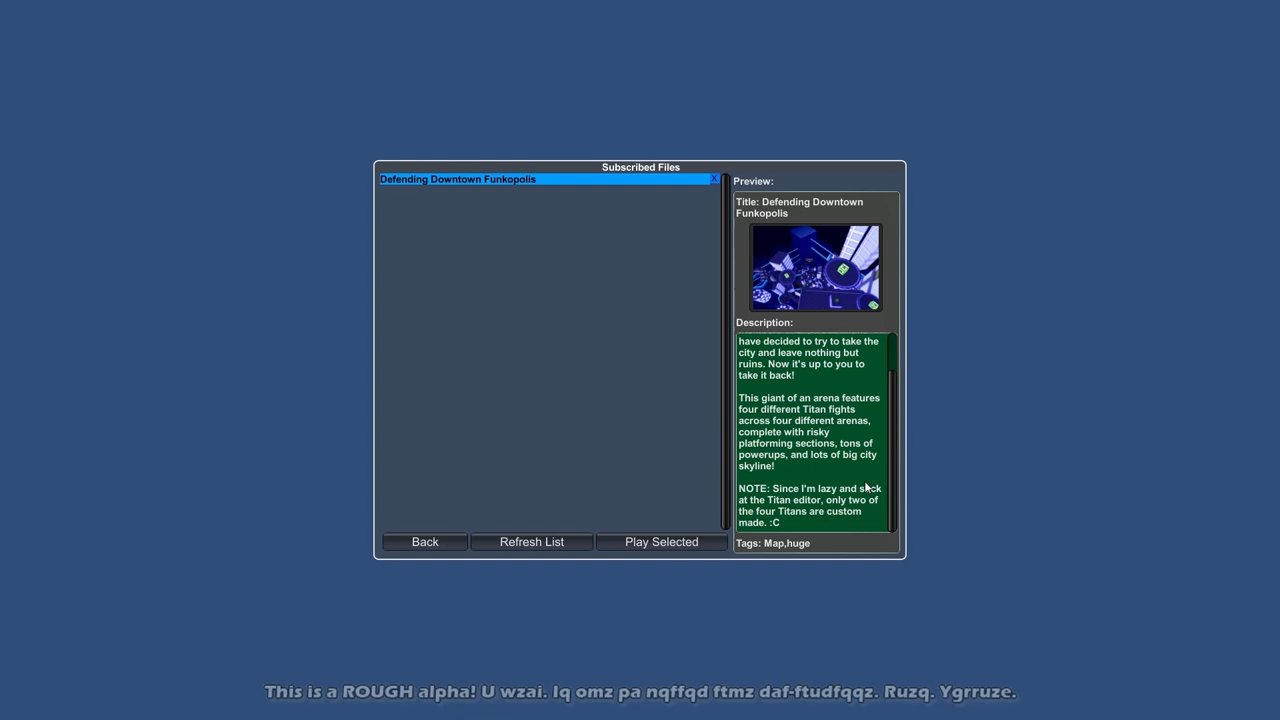 Subscribed Files
Defending Downtown Funkopolis X
Preview:
Title: Defending Downtown
Funkopolis
Description:
have decided to try to take the
city and leave nothing but
ruins. Now it's up to you to
take it back!
This giant of an arena features
four different Titan fights
across four different arenas,
complete with risky
platforming sections, tons of
powerups, and lots of big city
skyline!
NOTE: Since I'm lazy and suck
at the Titan editor, only two of
the four Titans are custom
made. :C
Back Refresh List Play Selected
Tags: Map,huge
This is a ROUGH alpha! U wzai. Iq omz pa nqffqd ftmz daf-ftudfqqz. Ruzq. Ygrruze.